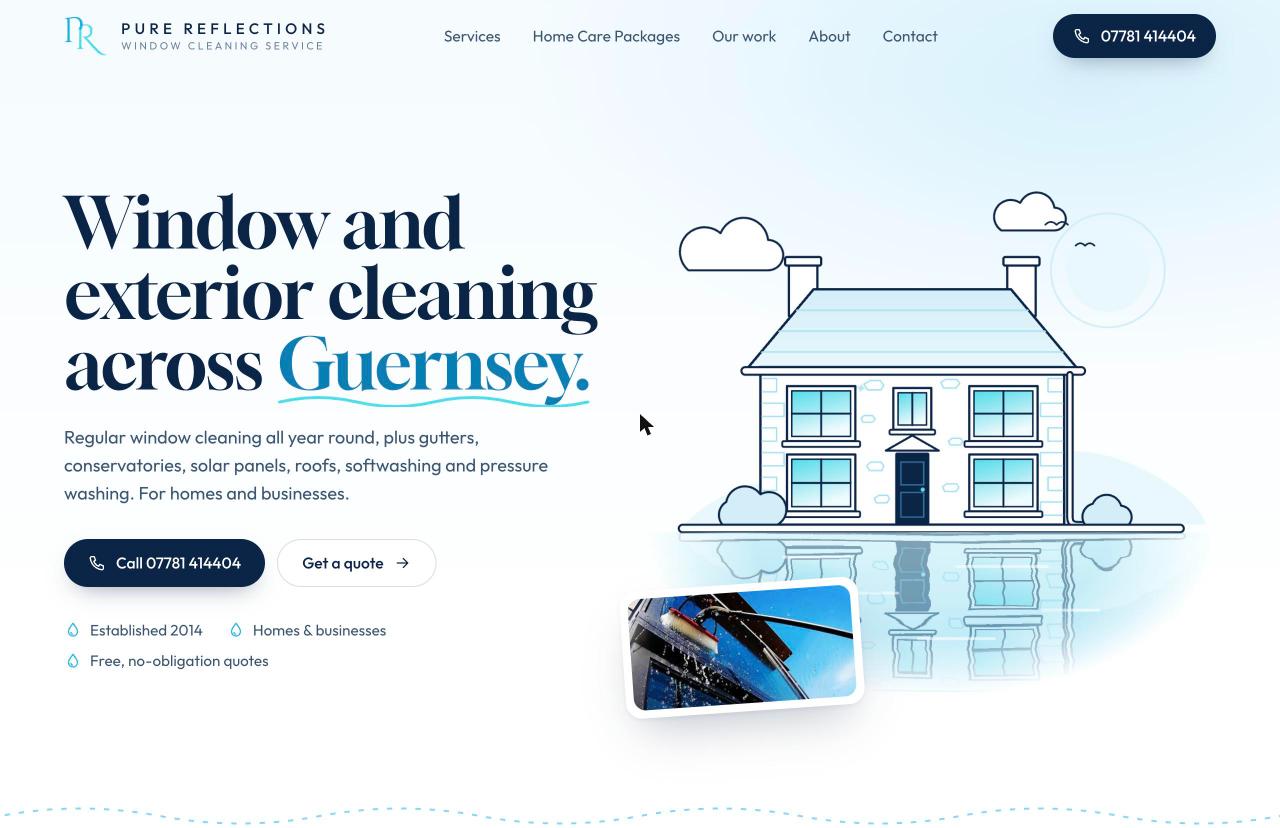 PR
PURE REFLECTIONS
WINDOW CLEANING SERVICE
Services
Home Care Packages
Our work
About
Contact
07781 414404
Window and
exterior cleaning
across Guernsey.
Regular window cleaning all year round, plus gutters,
conservatories, solar panels, roofs, softwashing and pressure
washing. For homes and businesses.
Call 07781 414404
Get a quote
Established 2014
Homes & businesses
Free, no-obligation quotes